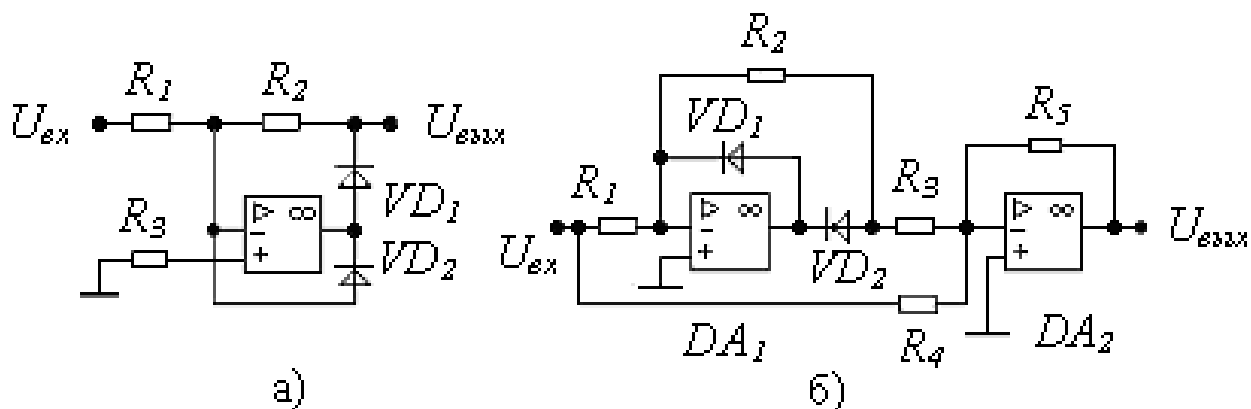 R₁
R₂
Uвх
Uвых
R₃
▷ ∞
−
+
VD₁
VD₂
а)
R₂
VD₁
R₁
R₃
R₅
Uвх
▷ ∞
−
+
VD₂
▷ ∞
−
+
Uвых
R₄
DA₁
DA₂
б)